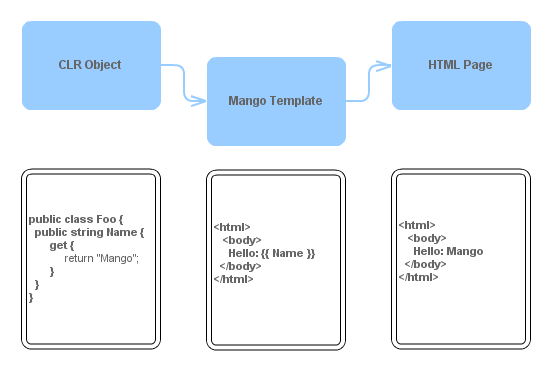 CLR Object
Mango Template
HTML Page
public class Foo {
public string Name {
get {
return "Mango";
}
}
}
<html>
<body>
Hello: {{ Name }}
</body>
</html>
<html>
<body>
Hello: Mango
</body>
</html>